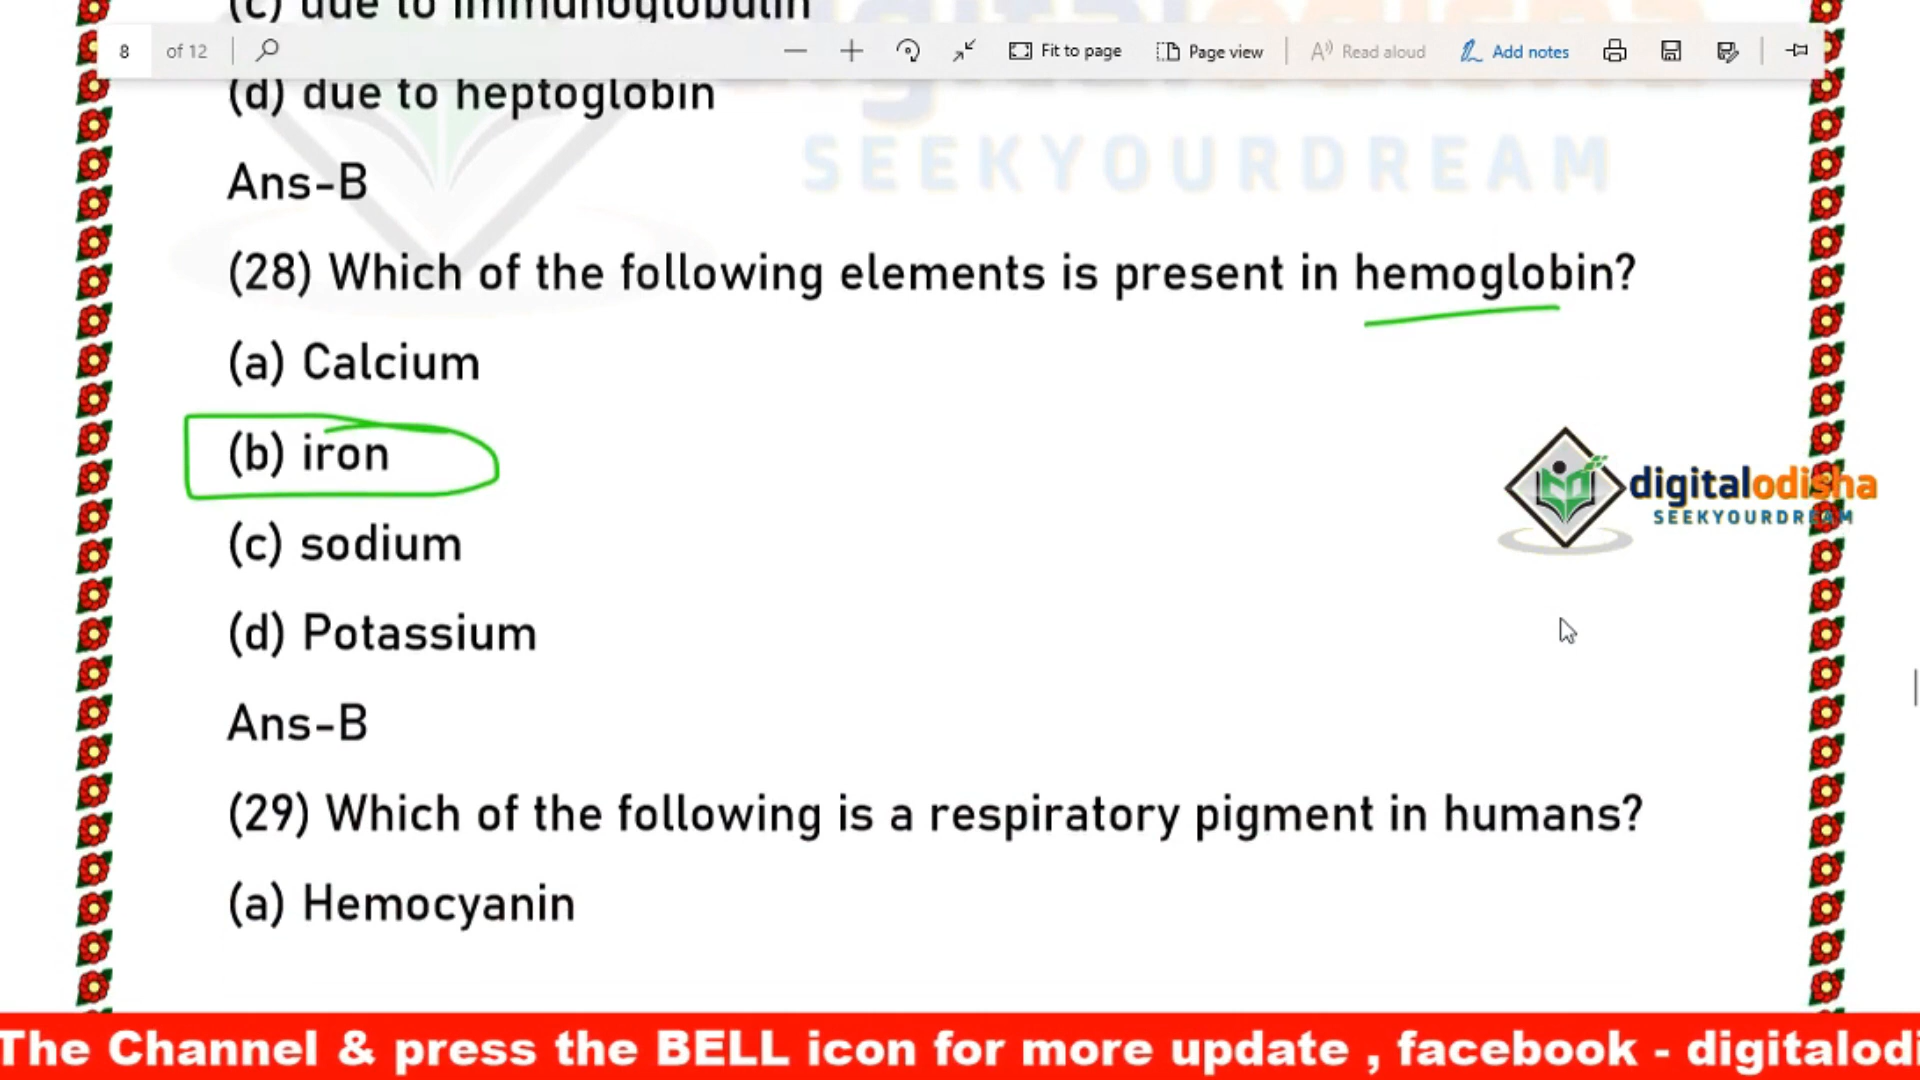 (c) due to immunoglobulin
8 of 12 Fit to page Page view Read aloud Add notes
(d) due to heptoglobin
SEEKYOURDREAM
Ans-B
(28) Which of the following elements is present in hemoglobin?
(a) Calcium
(b) iron
digitalodisha
SEEKYOURDREAM
(c) sodium
(d) Potassium
Ans-B
(29) Which of the following is a respiratory pigment in humans?
(a) Hemocyanin
The Channel & press the BELL icon for more update , facebook - digitalodi